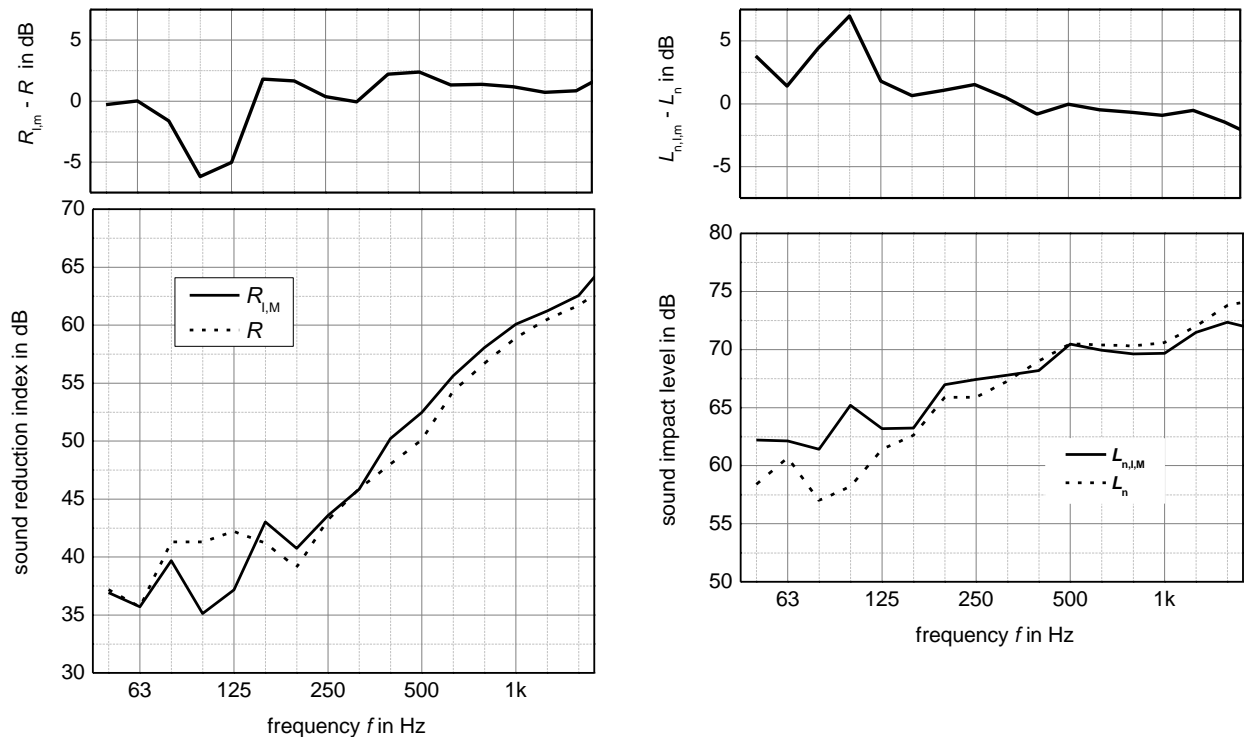 R_I,m - R in dB
5
0
-5
70
65
60
55
50
45
40
35
30
sound reduction index in dB
R_I,M
R
63 125 250 500 1k
frequency f in Hz
L_n,I,m - L_n in dB
5
0
-5
80
75
70
65
60
55
50
sound impact level in dB
L_n,I,M
L_n
63 125 250 500 1k
frequency f in Hz